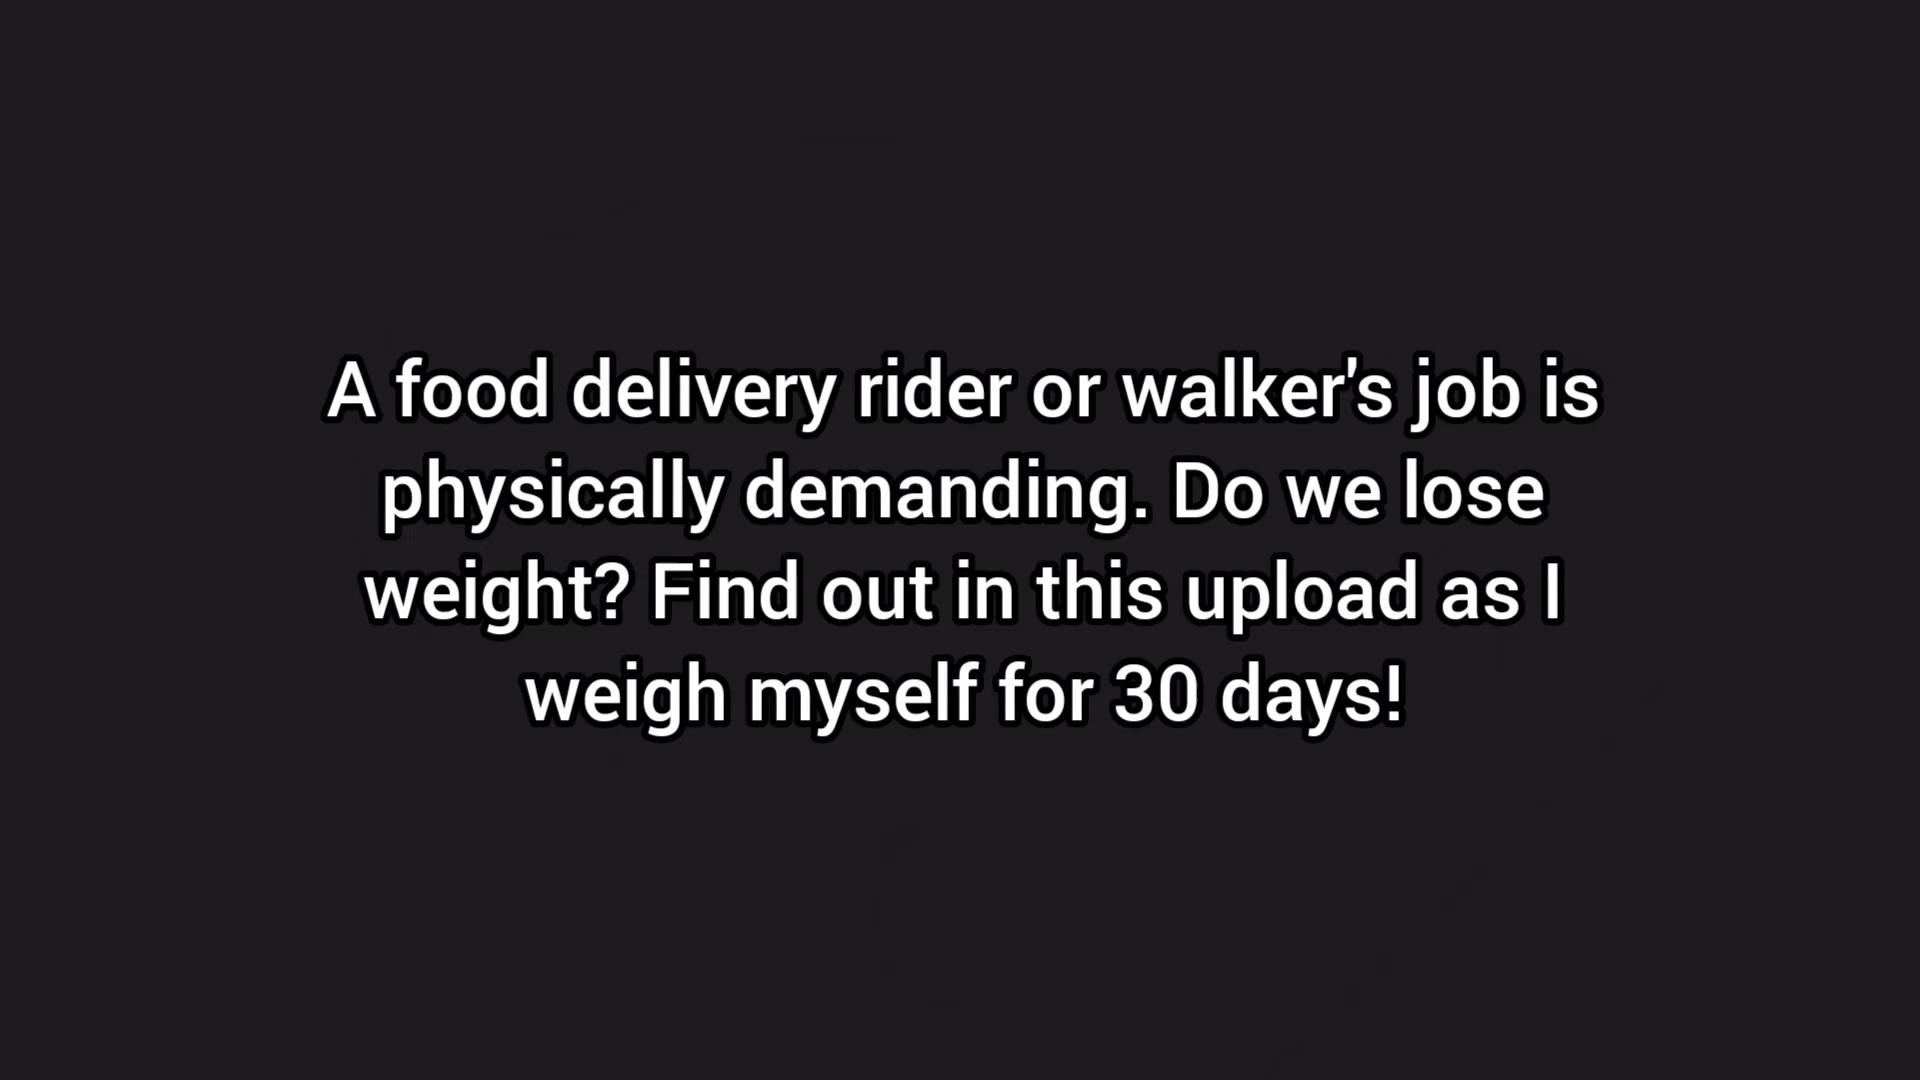 A food delivery rider or walker's job is
physically demanding. Do we lose
weight? Find out in this upload as I
weigh myself for 30 days!